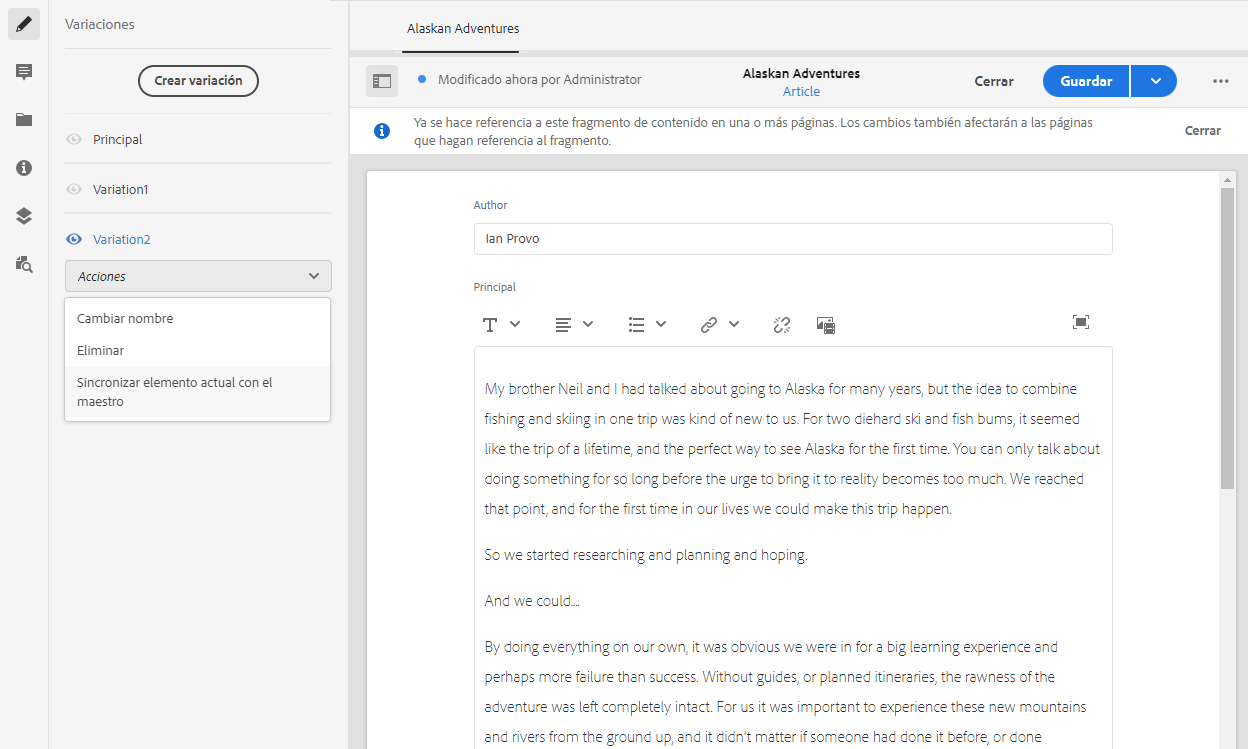 Variaciones
Crear variación
Principal
Variation1
Variation2
Acciones
Cambiar nombre
Eliminar
Sincronizar elemento actual con el
maestro
Alaskan Adventures
Modificado ahora por Administrator
Alaskan Adventures
Article
Cerrar
Guardar
Ya se hace referencia a este fragmento de contenido en una o más páginas. Los cambios también afectarán a las páginas
que hagan referencia al fragmento.
Cerrar
Author
Ian Provo
Principal
My brother Neil and I had talked about going to Alaska for many years, but the idea to combine
fishing and skiing in one trip was kind of new to us. For two diehard ski and fish bums, it seemed
like the trip of a lifetime, and the perfect way to see Alaska for the first time. You can only talk about
doing something for so long before the urge to bring it to reality becomes too much. We reached
that point, and for the first time in our lives we could make this trip happen.
So we started researching and planning and hoping.
And we could....
By doing everything on our own, it was obvious we were in for a big learning experience and
perhaps more failure than success. Without guides, or planned itineraries, the rawness of the
adventure was left completely intact. For us it was important to experience these new mountains
and rivers from the ground up, and it didn't matter if someone had done it before, or done